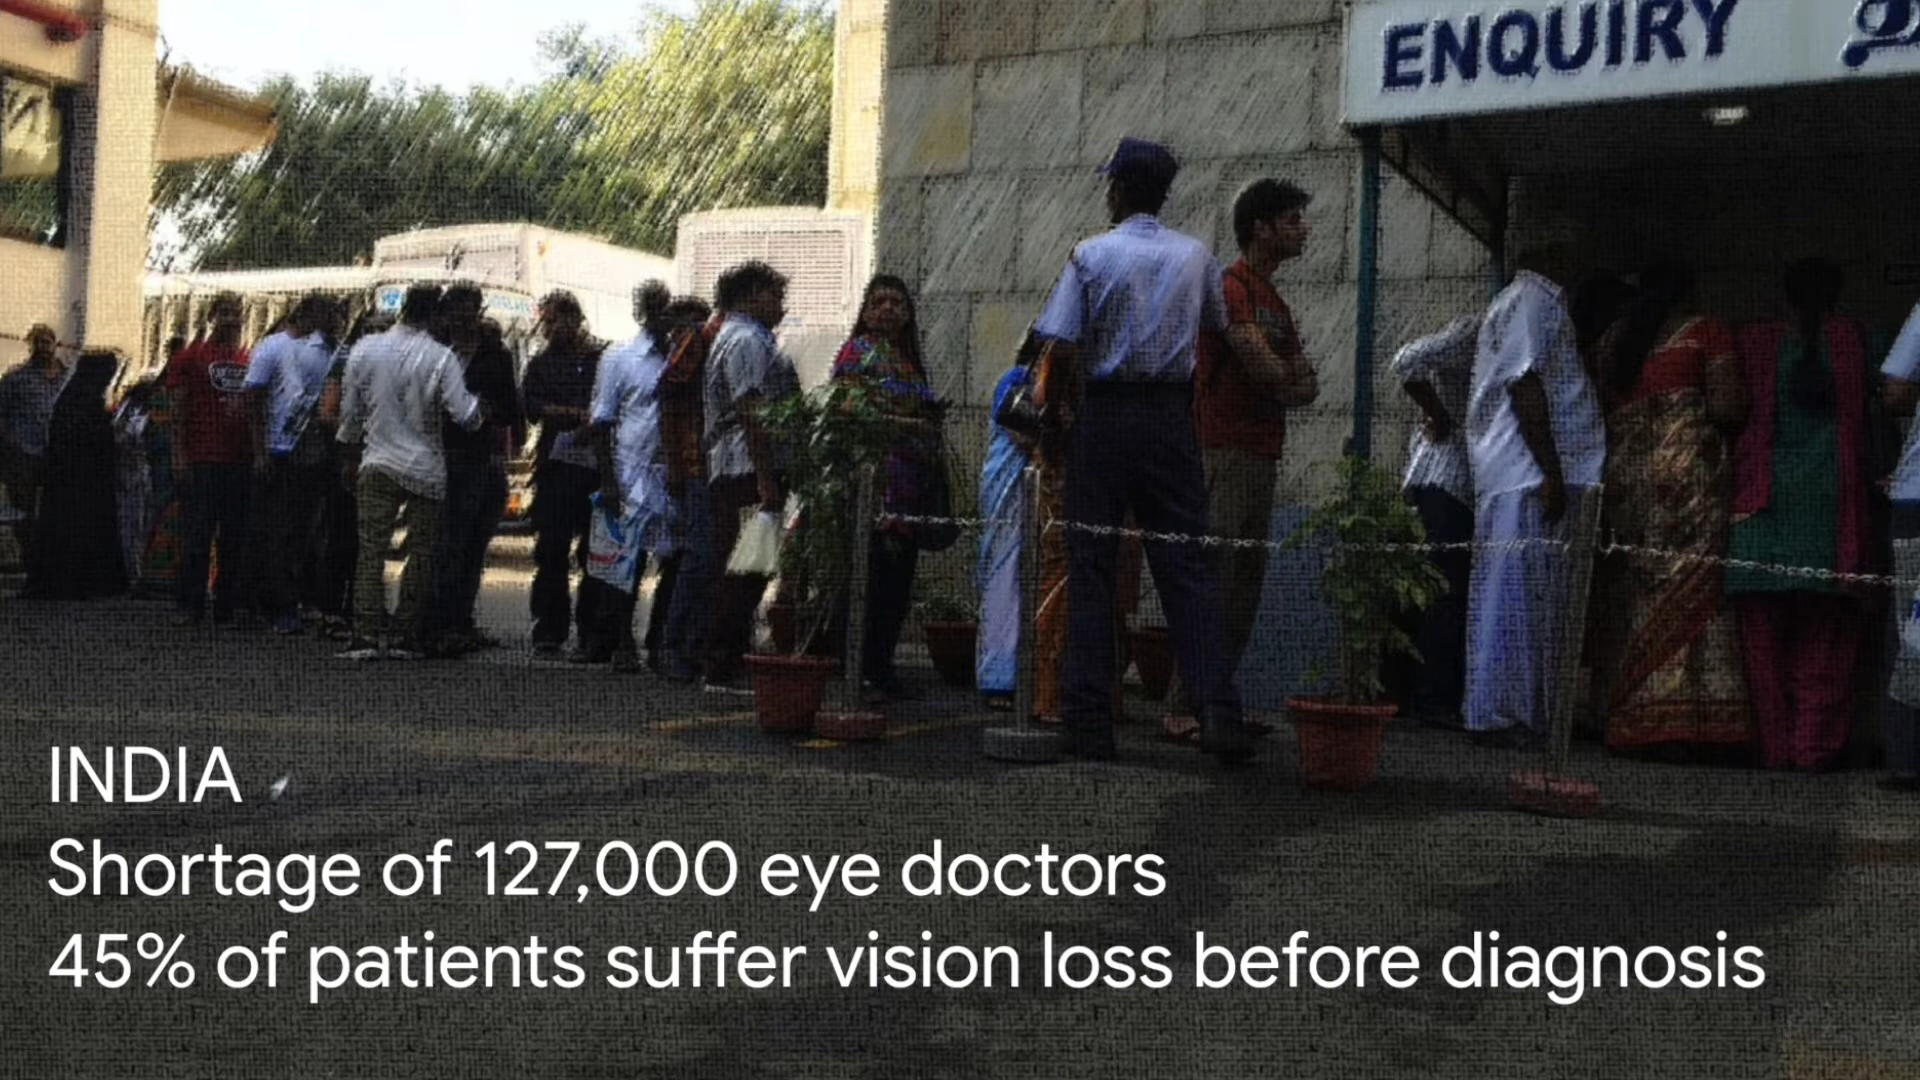 ENQUIRY
INDIA
Shortage of 127,000 eye doctors
45% of patients suffer vision loss before diagnosis